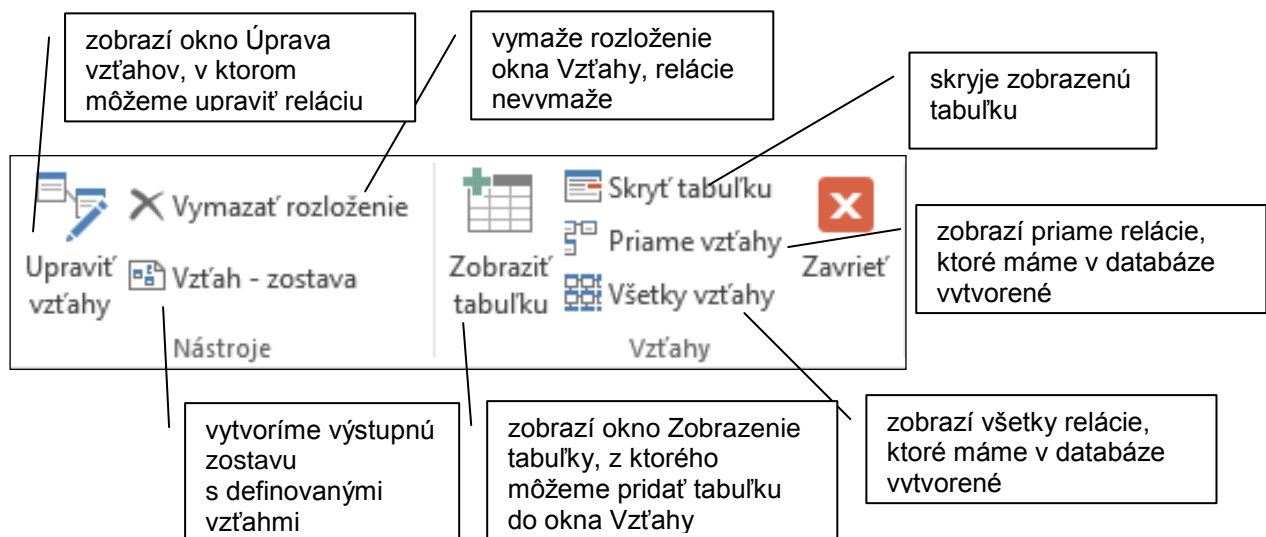 zobrazí okno Úprava
vzťahov, v ktorom
môžeme upraviť reláciu
vymaže rozloženie
okna Vzťahy, relácie
nevymaže
skryje zobrazenú
tabuľku
Upraviť
vzťahy
Vymazať rozloženie
Vzťah - zostava
Nástroje
Zobraziť
tabuľku
Skryť tabuľku
Priame vzťahy
Všetky vzťahy
Vzťahy
Zavrieť
zobrazí priame relácie,
ktoré máme v databáze
vytvorené
vytvoríme výstupnú
zostavu
s definovanými
vzťahmi
zobrazí okno Zobrazenie
tabuľky, z ktorého
môžeme pridať tabuľku
do okna Vzťahy
zobrazí všetky relácie,
ktoré máme v databáze
vytvorené